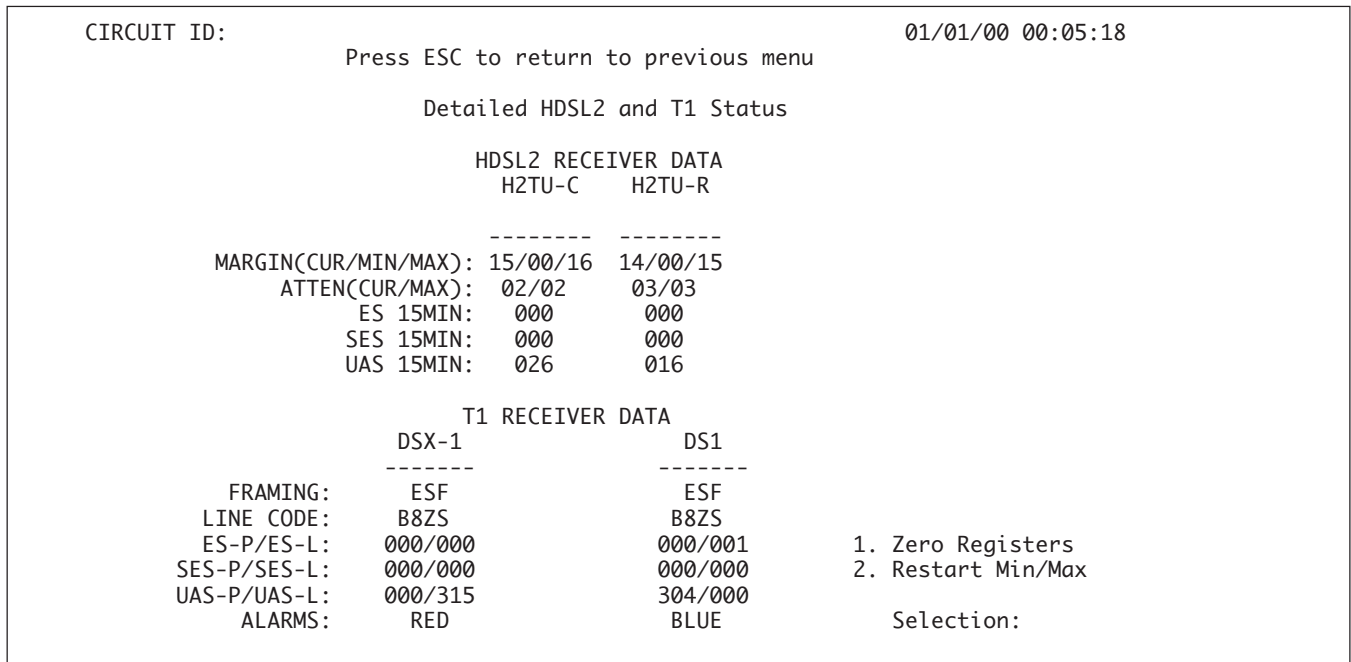 CIRCUIT ID: 01/01/00 00:05:18
Press ESC to return to previous menu
Detailed HDSL2 and T1 Status
HDSL2 RECEIVER DATA
H2TU-C H2TU-R
-------- --------
MARGIN(CUR/MIN/MAX): 15/00/16 14/00/15
ATTEN(CUR/MAX): 02/02 03/03
ES 15MIN: 000 000
SES 15MIN: 000 000
UAS 15MIN: 026 016
T1 RECEIVER DATA
DSX-1 DS1
------- -------
FRAMING: ESF ESF
LINE CODE: B8ZS B8ZS
ES-P/ES-L: 000/000 000/001 1. Zero Registers
SES-P/SES-L: 000/000 000/000 2. Restart Min/Max
UAS-P/UAS-L: 000/315 304/000
ALARMS: RED BLUE Selection: